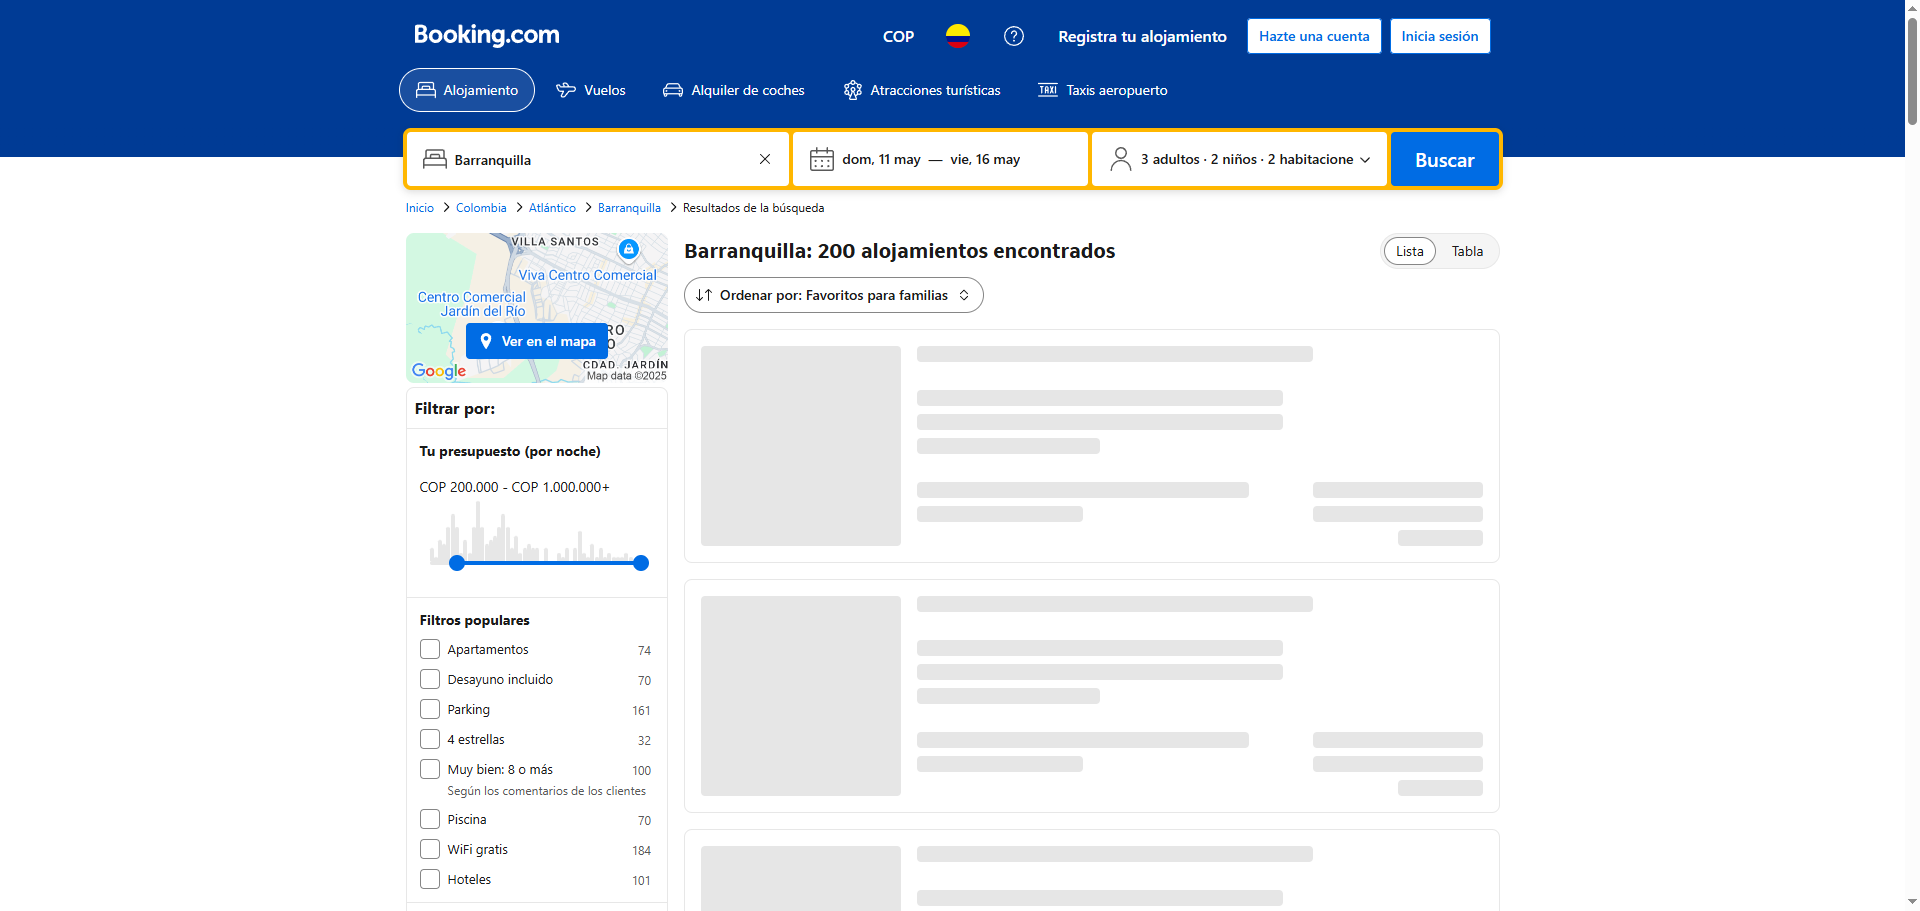 Booking.com
COP
Registra tu alojamiento
Hazte una cuenta
Inicia sesión
Alojamiento
Vuelos
Alquiler de coches
Atracciones turísticas
TAXI
Taxis aeropuerto
Barranquilla
dom, 11 may — vie, 16 may
3 adultos · 2 niños · 2 habitacione
Buscar
Inicio
Colombia
Atlántico
Barranquilla
Resultados de la búsqueda
VILLA SANTOS
Viva Centro Comercial
Centro Comercial
Jardín del Río
Ver en el mapa
CDAD. JARDÍN
Google
Map data ©2025
Barranquilla: 200 alojamientos encontrados
Lista
Tabla
Ordenar por: Favoritos para familias
Filtrar por:
Tu presupuesto (por noche)
COP 200.000 - COP 1.000.000+
Filtros populares
Apartamentos 74
Desayuno incluido 70
Parking 161
4 estrellas 32
Muy bien: 8 o más 100
Según los comentarios de los clientes
Piscina 70
WiFi gratis 184
Hoteles 101